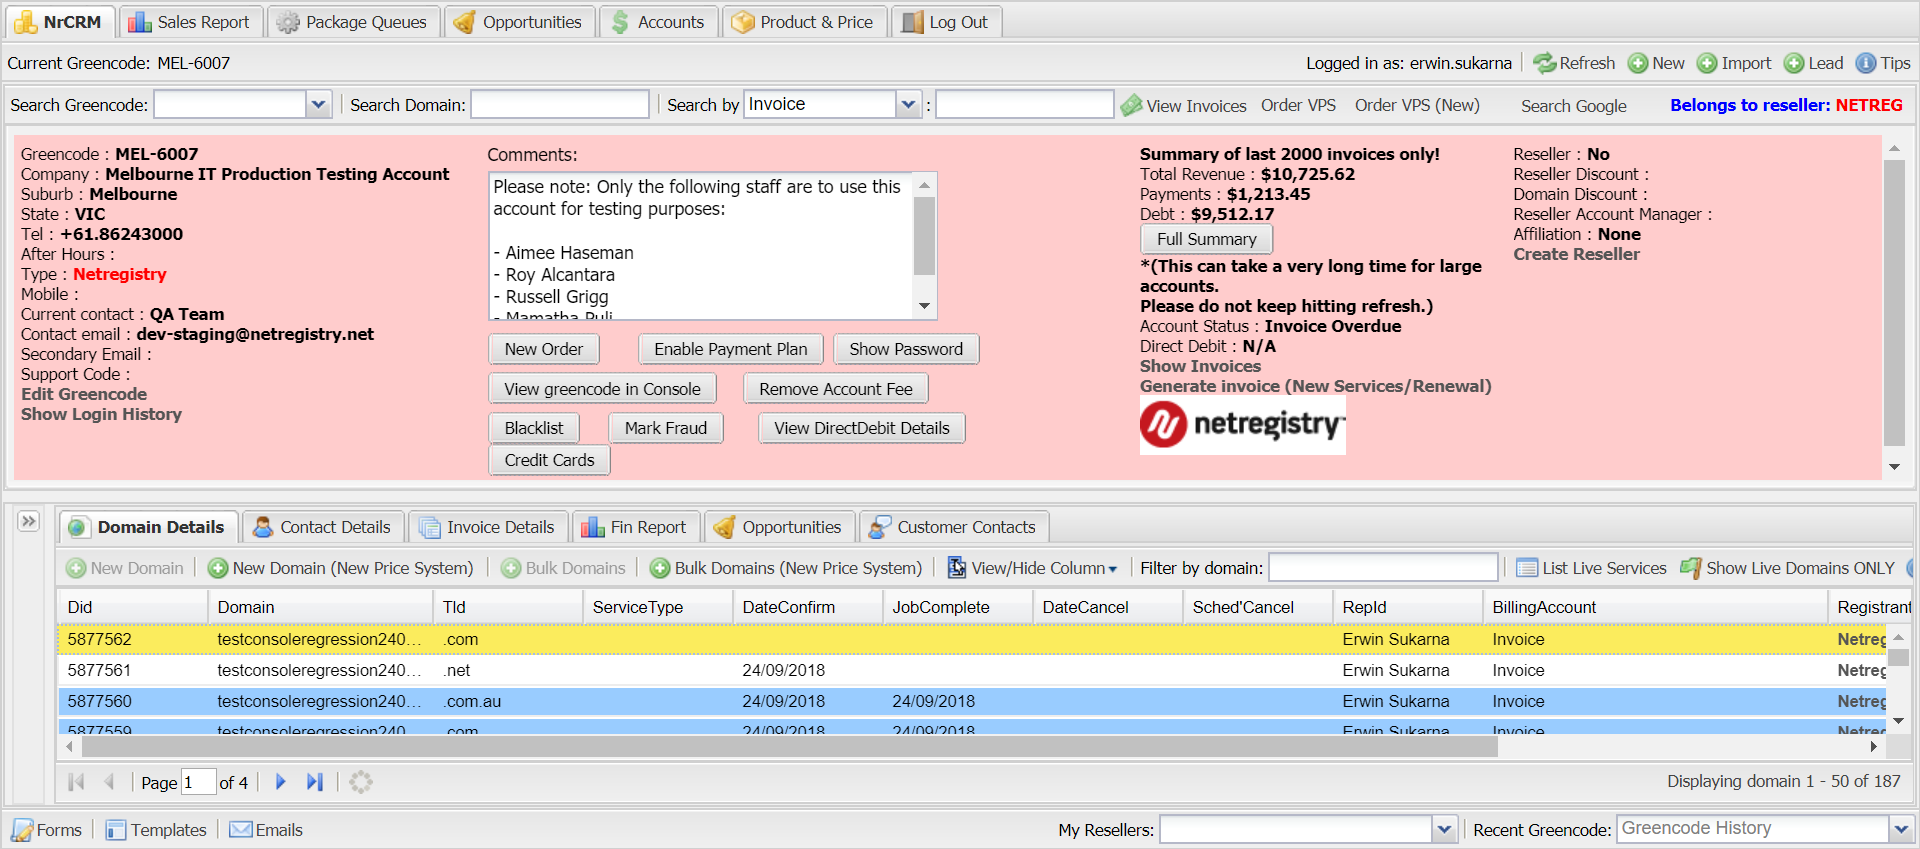 NrCRM Sales Report Package Queues Opportunities Accounts Product & Price Log Out
Current Greencode: MEL-6007 Logged in as: erwin.sukarna Refresh New Import Lead Tips
Search Greencode: Search Domain: Search by Invoice : View Invoices Order VPS Order VPS (New) Search Google Belongs to reseller: NETREG
Greencode : MEL-6007
Company : Melbourne IT Production Testing Account
Suburb : Melbourne
State : VIC
Tel : +61.86243000
After Hours :
Type : Netregistry
Mobile :
Current contact : QA Team
Contact email : dev-staging@netregistry.net
Secondary Email :
Support Code :
Edit Greencode
Show Login History
Comments:
Please note: Only the following staff are to use this
account for testing purposes:
- Aimee Haseman
- Roy Alcantara
- Russell Grigg
- Mamatha Puli
New Order Enable Payment Plan Show Password
View greencode in Console Remove Account Fee
Blacklist Mark Fraud View DirectDebit Details
Credit Cards
Summary of last 2000 invoices only!
Total Revenue : $10,725.62
Payments : $1,213.45
Debt : $9,512.17
Full Summary
*(This can take a very long time for large
accounts.
Please do not keep hitting refresh.)
Account Status : Invoice Overdue
Direct Debit : N/A
Show Invoices
Generate invoice (New Services/Renewal)
netregistry
Reseller : No
Reseller Discount :
Domain Discount :
Reseller Account Manager :
Affiliation : None
Create Reseller
Domain Details Contact Details Invoice Details Fin Report Opportunities Customer Contacts
New Domain New Domain (New Price System) Bulk Domains Bulk Domains (New Price System) View/Hide Column Filter by domain: List Live Services Show Live Domains ONLY
Did Domain Tld ServiceType DateConfirm JobComplete DateCancel Sched'Cancel RepId BillingAccount Registrant
5877562 testconsoleregression240... .com Erwin Sukarna Invoice Netreg
5877561 testconsoleregression240... .net 24/09/2018 Erwin Sukarna Invoice Netreg
5877560 testconsoleregression240... .com.au 24/09/2018 24/09/2018 Erwin Sukarna Invoice Netreg
5877559 testconsoleregression240... .com 24/09/2018 24/09/2018 Erwin Sukarna Invoice Netreg
Page 1 of 4 Displaying domain 1 - 50 of 187
Forms Templates Emails My Resellers: Recent Greencode: Greencode History